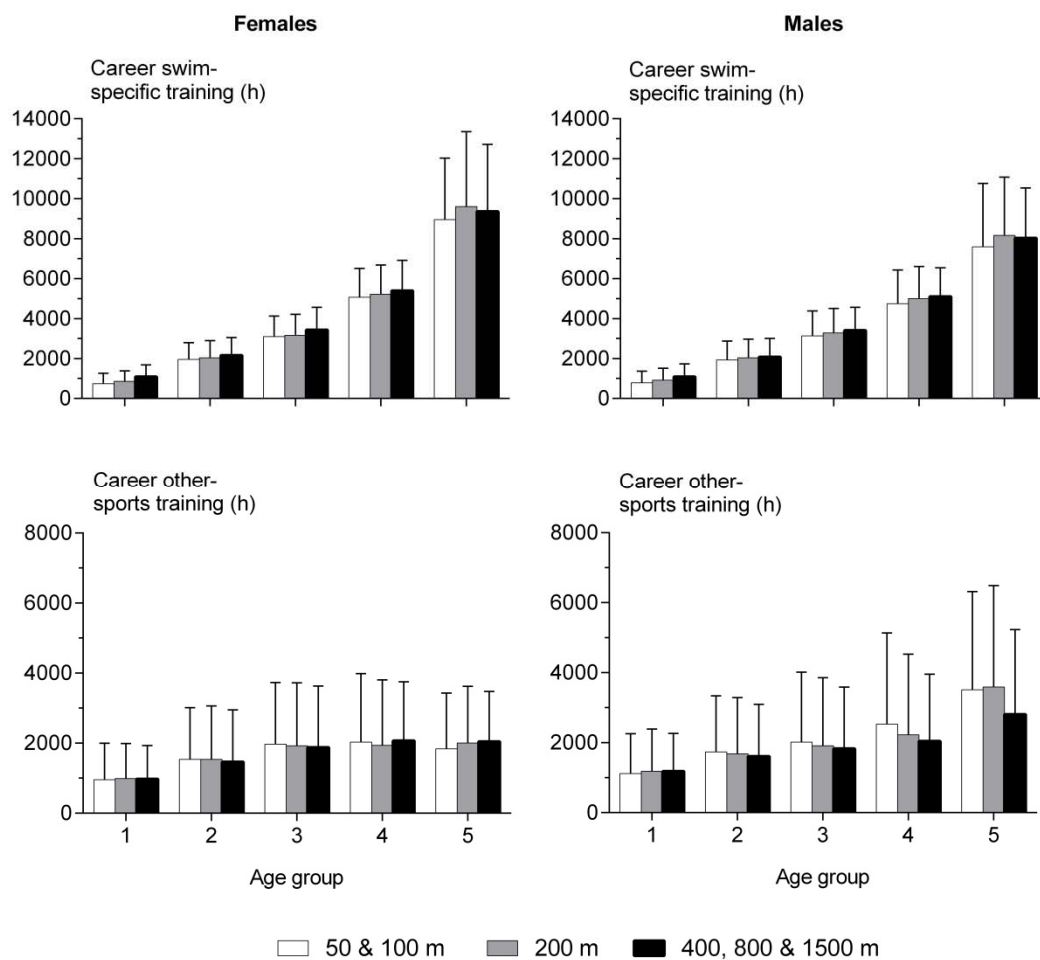 Females
Males
Career swim-
specific training (h)
14000
12000
10000
8000
6000
4000
2000
0
Career swim-
specific training (h)
14000
12000
10000
8000
6000
4000
2000
0
Career other-
sports training (h)
8000
6000
4000
2000
0
1 2 3 4 5
Age group
Career other-
sports training (h)
8000
6000
4000
2000
0
1 2 3 4 5
Age group
50 & 100 m 200 m 400, 800 & 1500 m